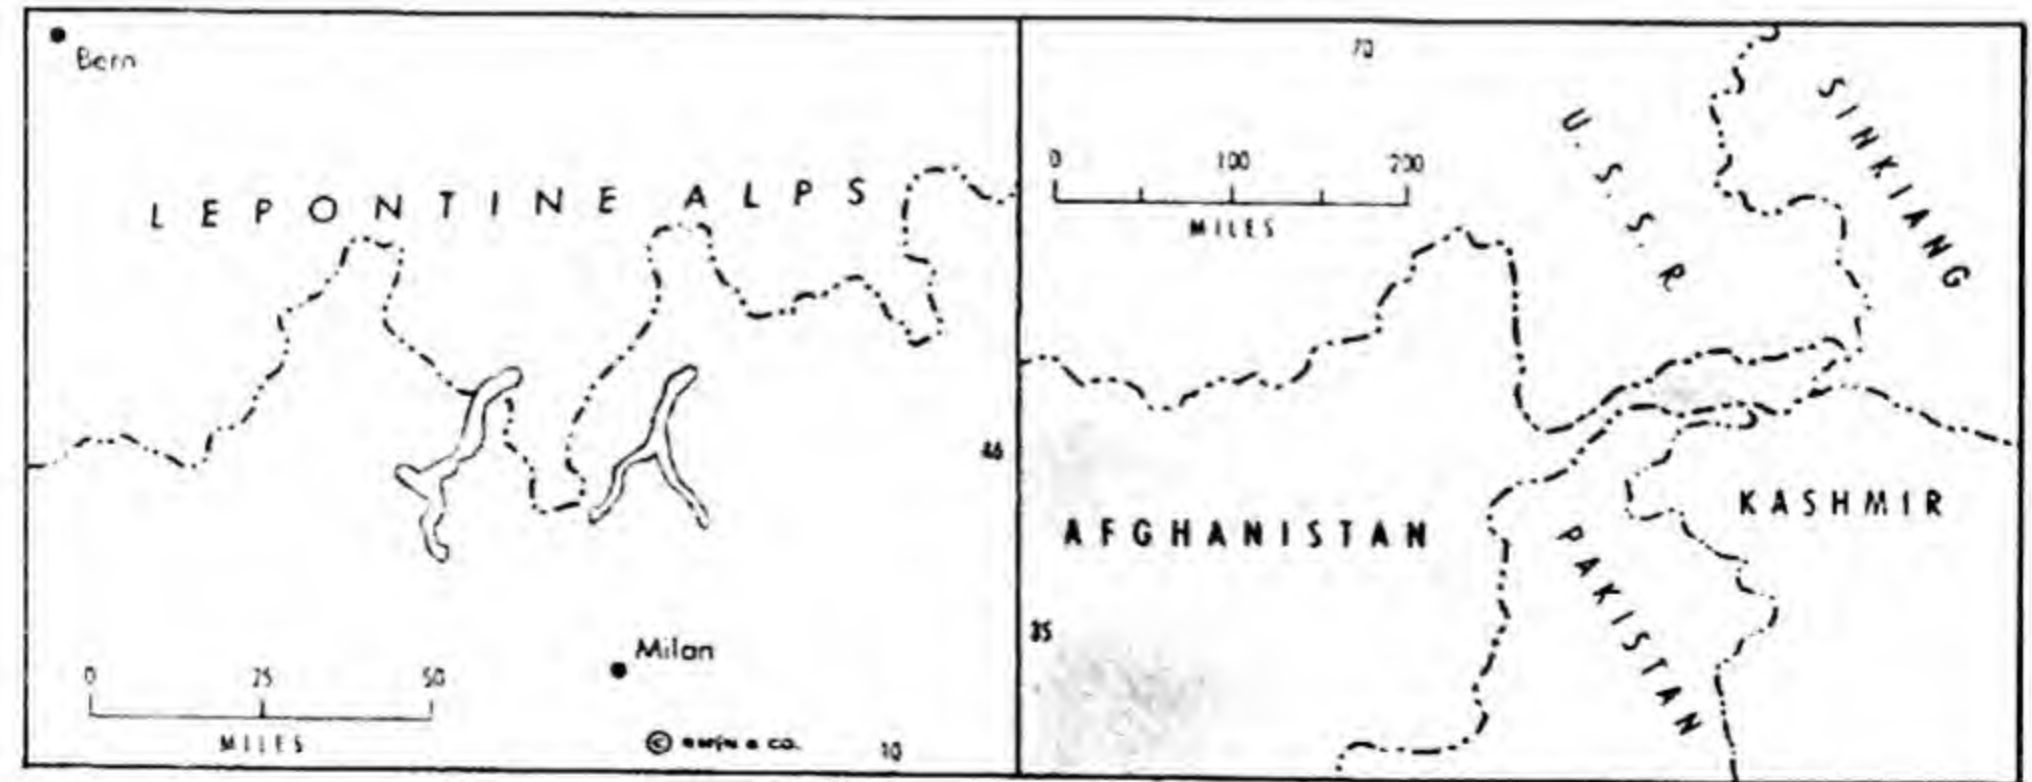 Bern
LEPONTINE ALPS
46
Milan
0 25 50
MILES
© & CO.
10
70
0 100 200
MILES
U. S. S. R
SINKIANG
AFGHANISTAN
KASHMIR
PAKISTAN
35